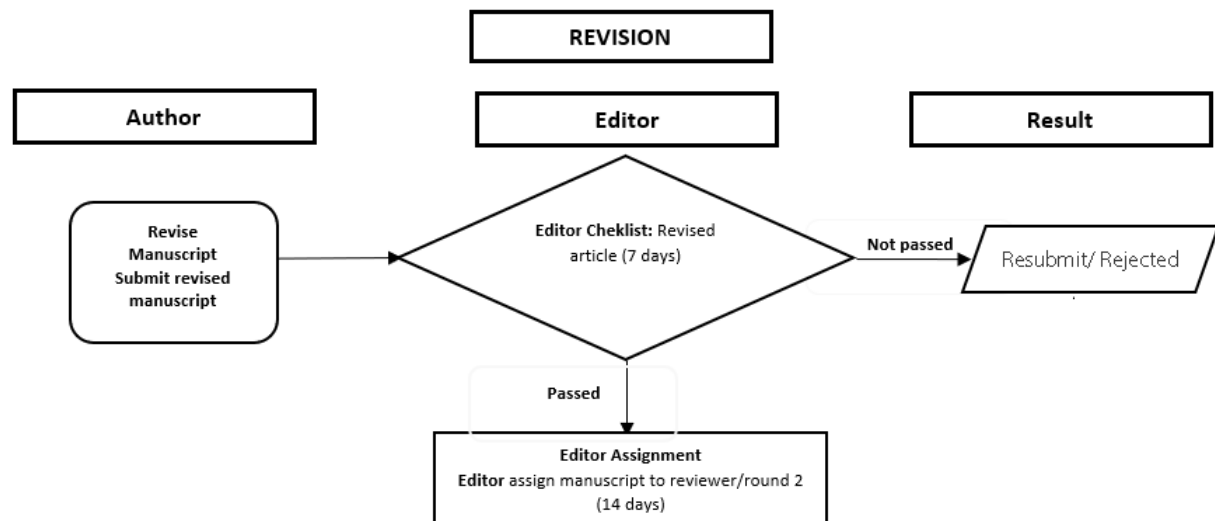 REVISION
Author
Editor
Result
Revise
Manuscript
Submit revised
manuscript
Editor Cheklist: Revised
article (7 days)
Not passed
Resubmit/ Rejected
Passed
Editor Assignment
Editor assign manuscript to reviewer/round 2
(14 days)